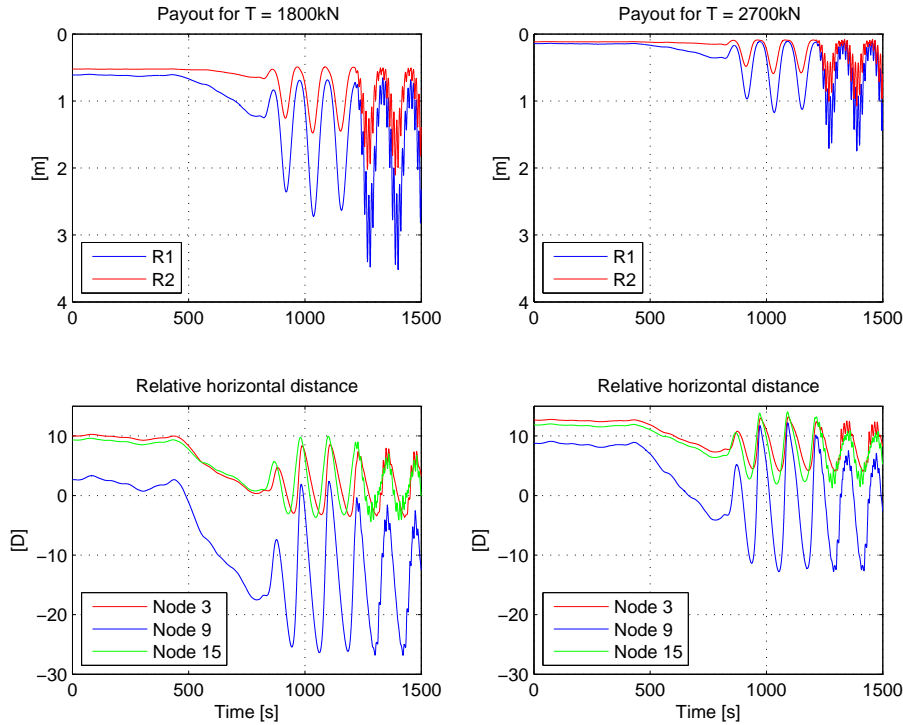 Payout for T = 1800kN
0
1
2
3
4
[m]
R1
R2
0
500
1000
1500
Payout for T = 2700kN
0
1
2
3
4
[m]
R1
R2
0
500
1000
1500
Relative horizontal distance
10
0
−10
−20
−30
[D]
Node 3
Node 9
Node 15
0
500
1000
1500
Time [s]
Relative horizontal distance
10
0
−10
−20
−30
[D]
Node 3
Node 9
Node 15
0
500
1000
1500
Time [s]